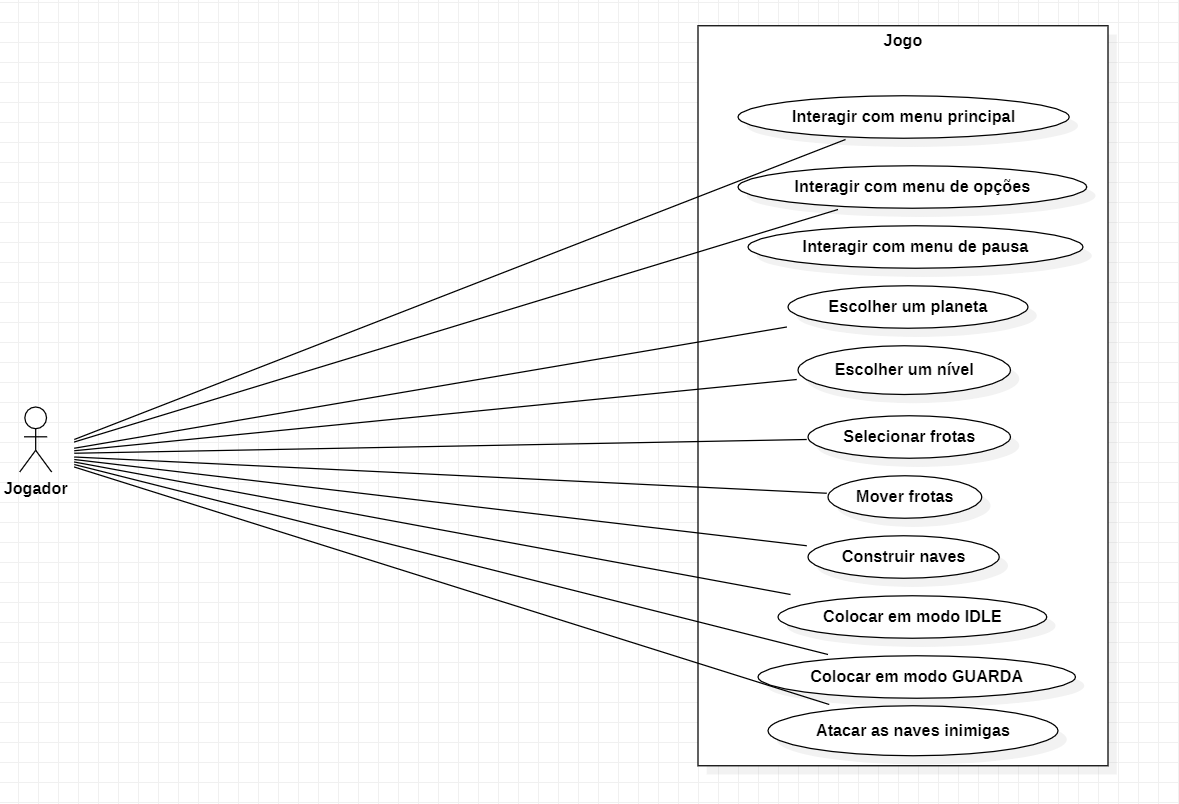 Jogo
Interagir com menu principal
Interagir com menu de opções
Interagir com menu de pausa
Escolher um planeta
Escolher um nível
Selecionar frotas
Jogador
Mover frotas
Construir naves
Colocar em modo IDLE
Colocar em modo GUARDA
Atacar as naves inimigas